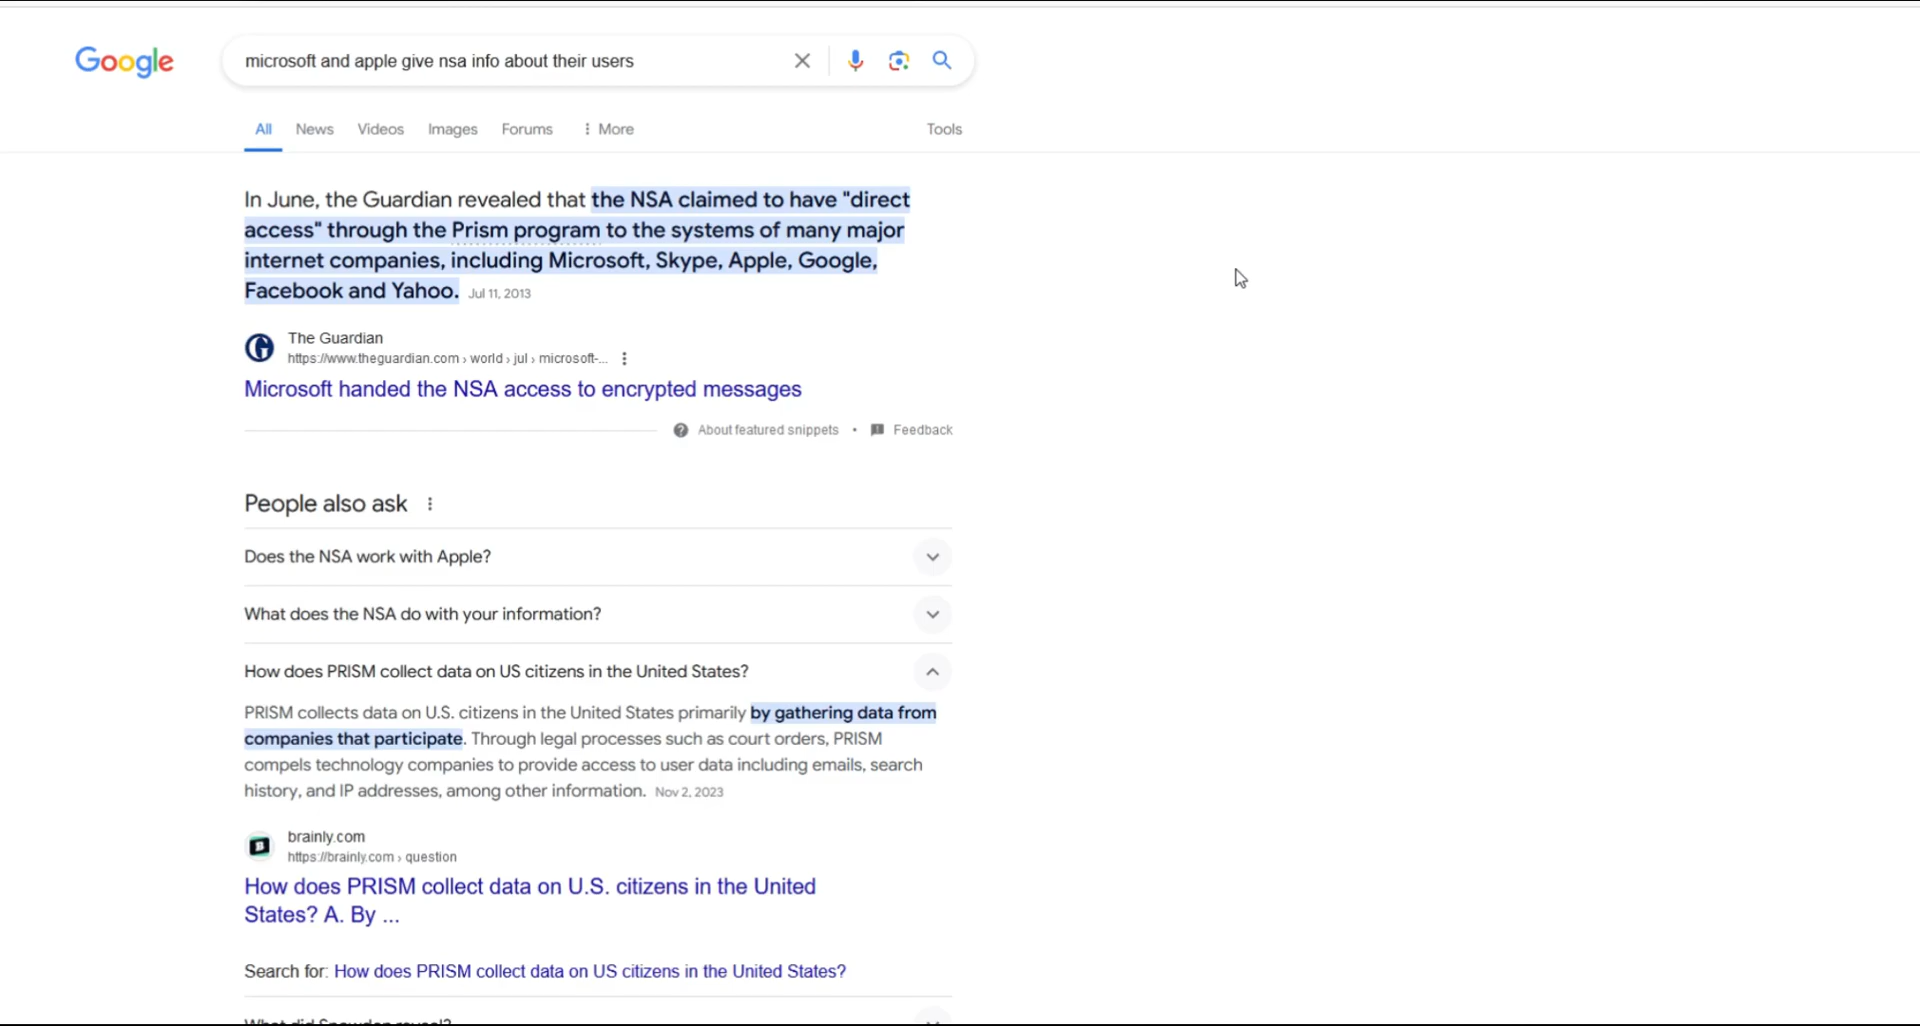 Google
microsoft and apple give nsa info about their users
All News Videos Images Forums More Tools
In June, the Guardian revealed that the NSA claimed to have "direct
access" through the Prism program to the systems of many major
internet companies, including Microsoft, Skype, Apple, Google,
Facebook and Yahoo. Jul 11, 2013
The Guardian
https://www.theguardian.com › world › jul › microsoft-...
Microsoft handed the NSA access to encrypted messages
About featured snippets • Feedback
People also ask
Does the NSA work with Apple?
What does the NSA do with your information?
How does PRISM collect data on US citizens in the United States?
PRISM collects data on U.S. citizens in the United States primarily by gathering data from
companies that participate. Through legal processes such as court orders, PRISM
compels technology companies to provide access to user data including emails, search
history, and IP addresses, among other information. Nov 2, 2023
brainly.com
https://brainly.com › question
How does PRISM collect data on U.S. citizens in the United
States? A. By ...
Search for: How does PRISM collect data on US citizens in the United States?
What did Snowden reveal?